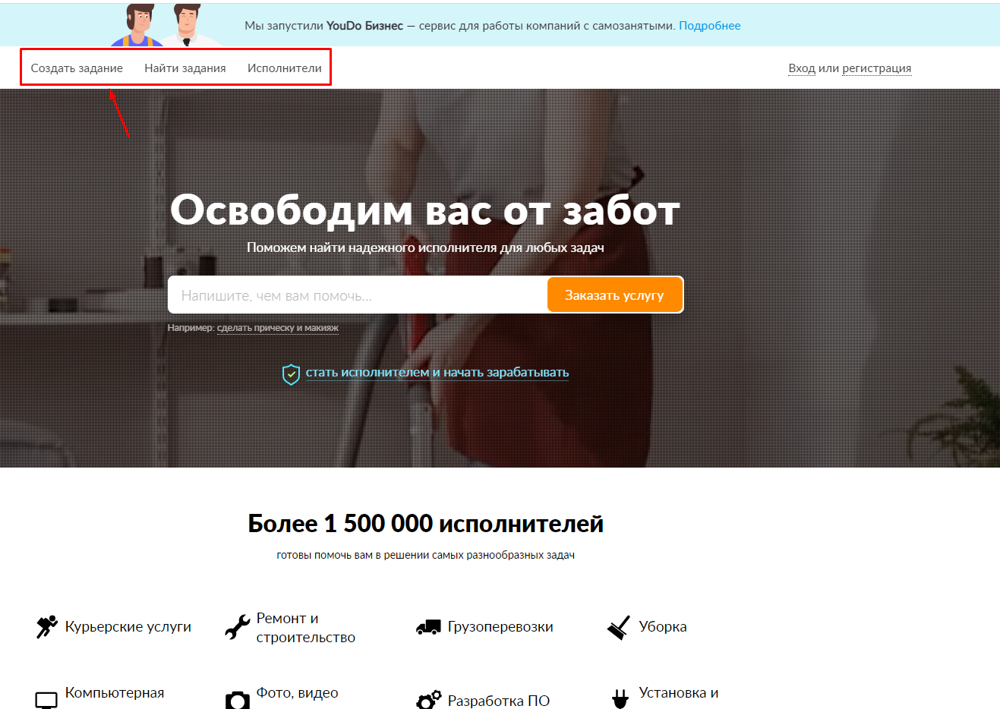 Мы запустили YouDo Бизнес — сервис для работы компаний с самозанятыми. Подробнее
Создать задание Найти задания Исполнители Вход или регистрация
Освободим вас от забот
Поможем найти надежного исполнителя для любых задач
Напишите, чем вам помочь... Заказать услугу
Например: сделать прическу и макияж
стать исполнителем и начать зарабатывать
Более 1 500 000 исполнителей
готовы помочь вам в решении самых разнообразных задач
Курьерские услуги
Ремонт и
строительство
Грузоперевозки
Уборка
Компьютерная
Фото, видео
Разработка ПО
Установка и